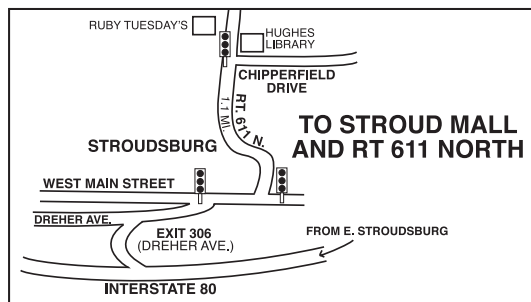 RUBY TUESDAY'S
HUGHES
LIBRARY
CHIPPERFIELD
DRIVE
RT. 611 N.
1.1 MI.
STROUDSBURG
TO STROUD MALL
AND RT 611 NORTH
WEST MAIN STREET
DREHER AVE.
EXIT 306
(DREHER AVE.)
FROM E. STROUDSBURG
INTERSTATE 80